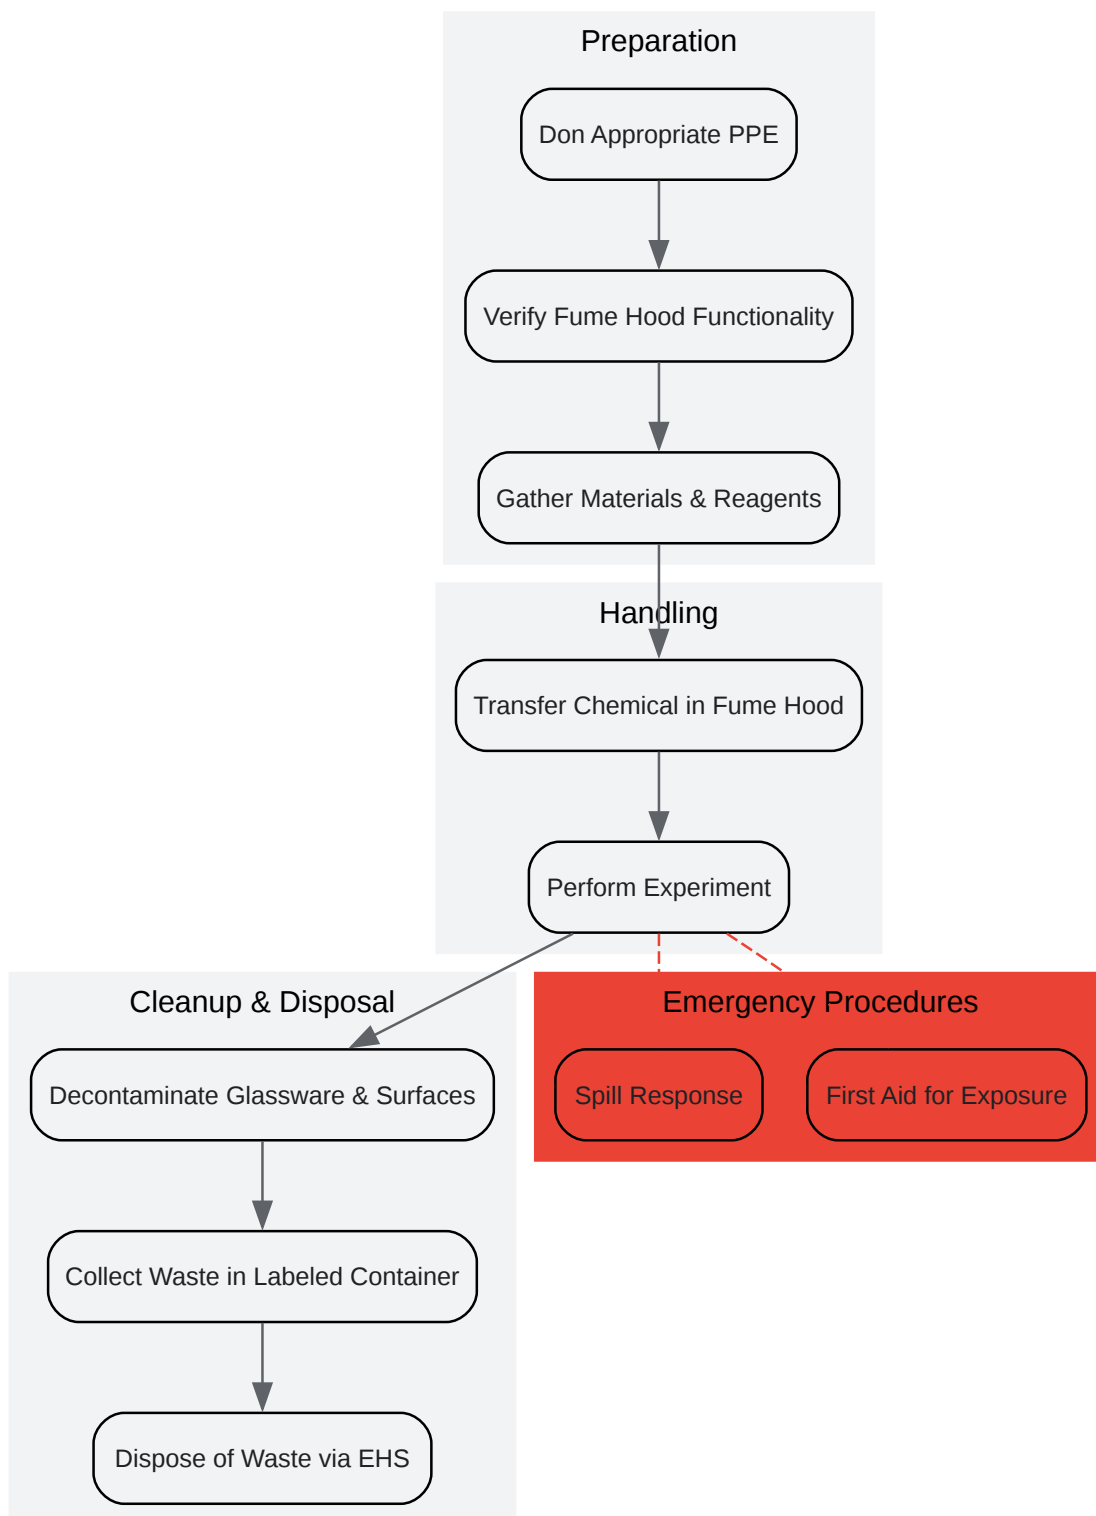 Preparation
Don Appropriate PPE
Verify Fume Hood Functionality
Gather Materials & Reagents
Handling
Transfer Chemical in Fume Hood
Perform Experiment
Cleanup & Disposal
Decontaminate Glassware & Surfaces
Collect Waste in Labeled Container
Dispose of Waste via EHS
Emergency Procedures
Spill Response
First Aid for Exposure